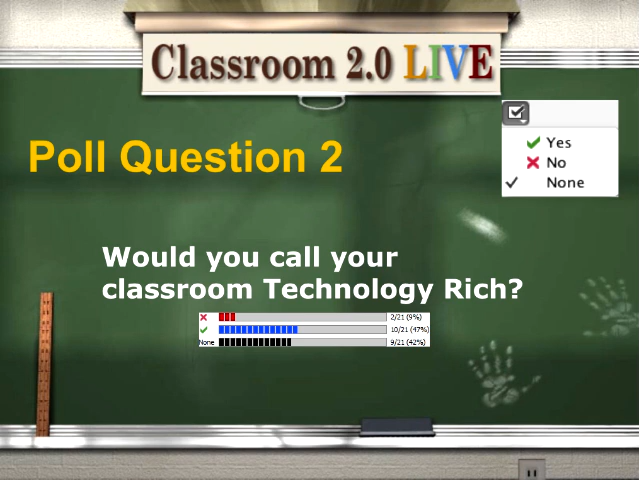 Classroom 2.0 LIVE
Yes
No
None
Poll Question 2
Would you call your
classroom Technology Rich?
2/21 (9%)
10/21 (47%)
None 9/21 (42%)